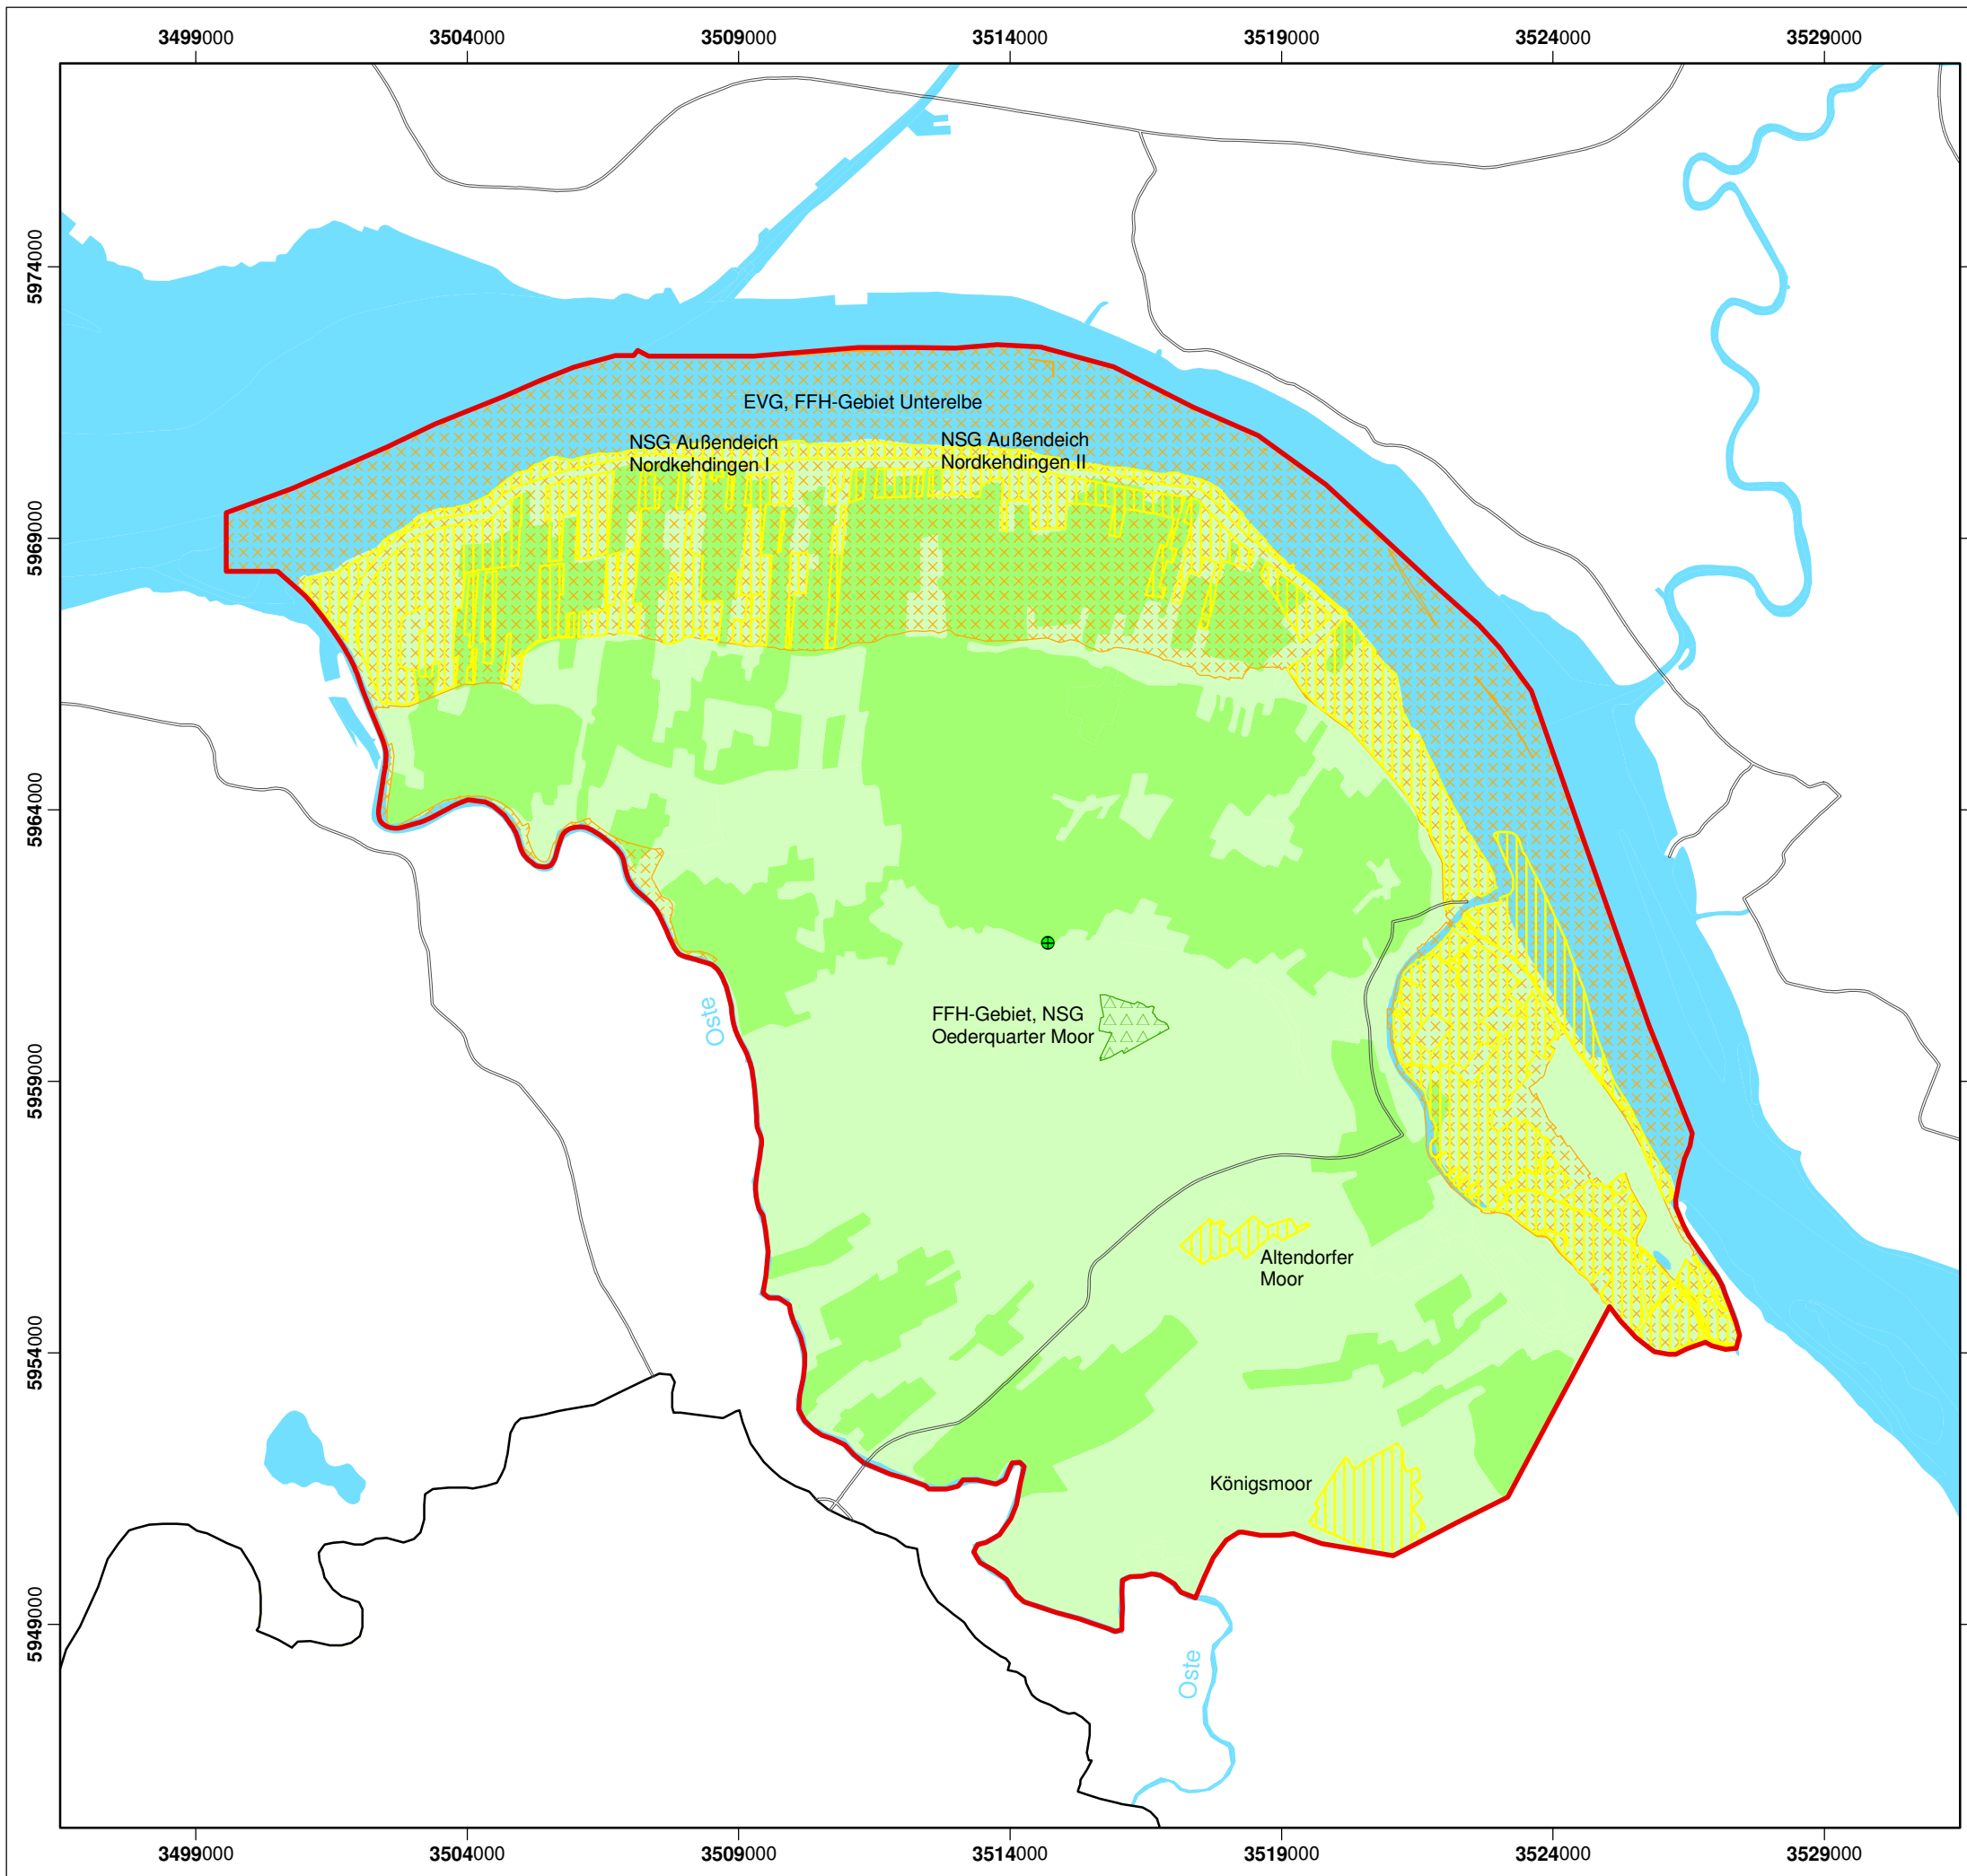 3499000 3504000 3509000 3514000 3519000 3524000 3529000
5974000
EVG, FFH-Gebiet Unterelbe
NSG Außendeich
Nordkehdingen I
NSG Außendeich
Nordkehdingen II
5969000
5964000
Oste
FFH-Gebiet, NSG
Oederquarter Moor
5959000
Altendorfer
Moor
5954000
Königsmoor
5949000
Oste
3499000 3504000 3509000 3514000 3519000 3524000 3529000